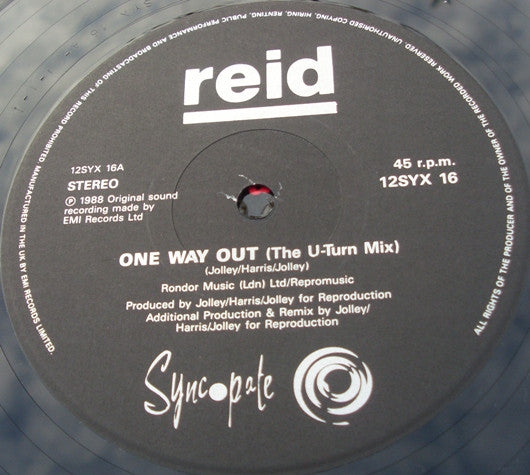 reid
12SYX 16A
STEREO
℗ 1988 Original sound
recording made by
EMI Records Ltd
45 r.p.m.
12SYX 16
ONE WAY OUT (The U-Turn Mix)
(Jolley/Harris/Jolley)
Rondor Music (Ldn) Ltd/Repromusic
Produced by Jolley/Harris/Jolley for Reproduction
Additional Production & Remix by Jolley/
Harris/Jolley for Reproduction
Syncopate
ALL RIGHTS OF THE PRODUCER AND OF THE OWNER OF THE RECORDED WORK RESERVED. UNAUTHORISED COPYING, HIRING, RENTING, PUBLIC PERFORMANCE AND BROADCASTING OF THIS RECORD PROHIBITED. MANUFACTURED IN THE UK BY EMI RECORDS LIMITED.